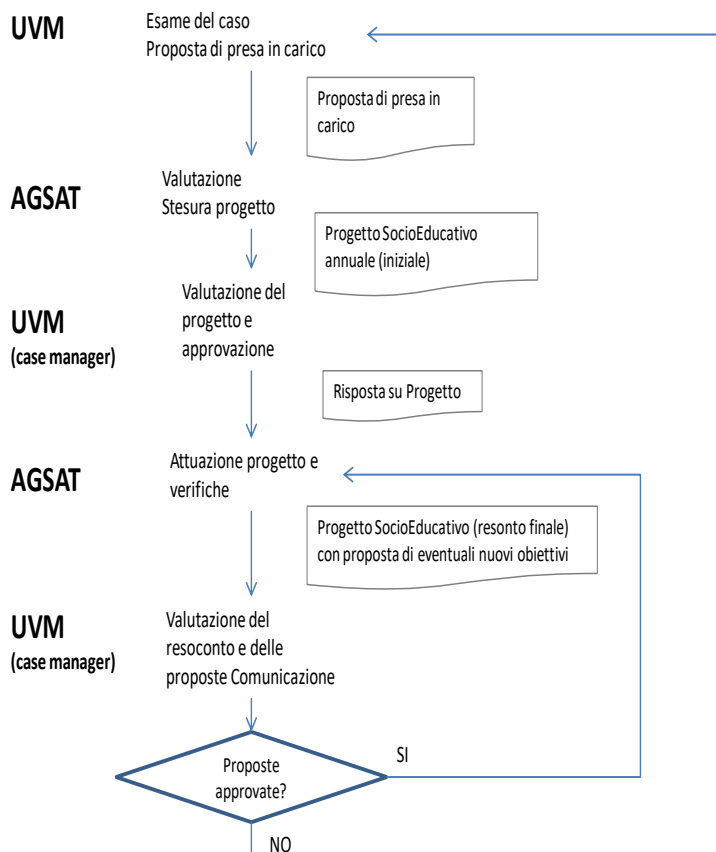 UVM
Esame del caso
Proposta di presa in carico
Proposta di presa in
carico
AGSAT
Valutazione
Stesura progetto
Progetto SocioEducativo
annuale (iniziale)
UVM
(case manager)
Valutazione del
progetto e
approvazione
Risposta su Progetto
AGSAT
Attuazione progetto e
verifiche
Progetto SocioEducativo (resonto finale)
con proposta di eventuali nuovi obiettivi
UVM
(case manager)
Valutazione del
resoconto e delle
proposte Comunicazione
Proposte
approvate?
SI
NO